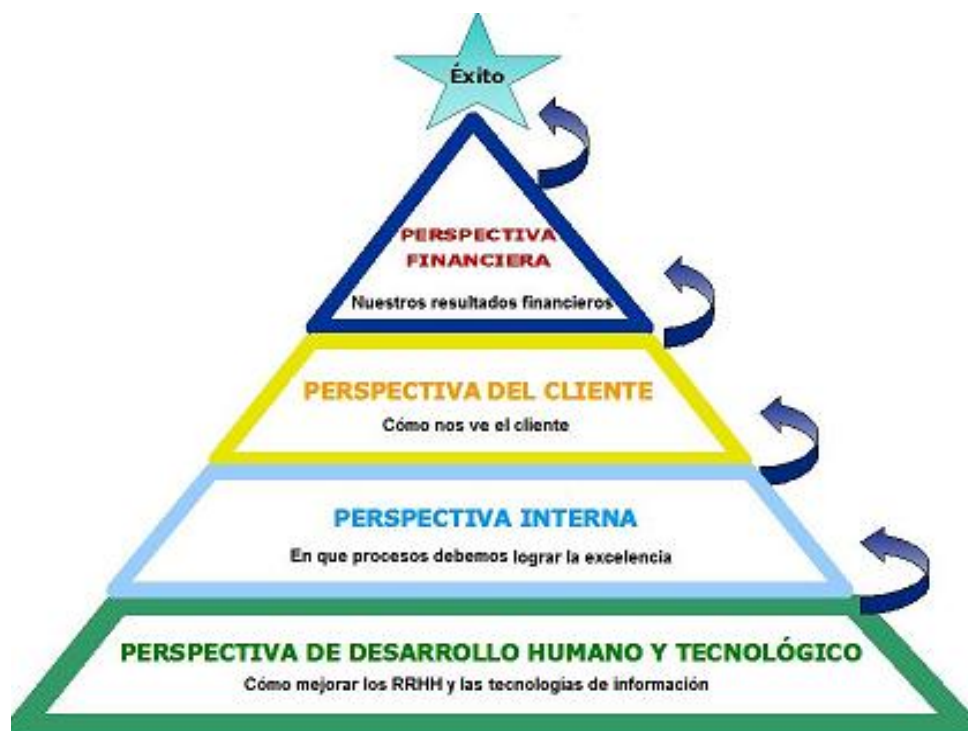 Éxito
PERSPECTIVA
FINANCIERA
Nuestros resultados financieros
PERSPECTIVA DEL CLIENTE
Cómo nos ve el cliente
PERSPECTIVA INTERNA
En que procesos debemos lograr la excelencia
PERSPECTIVA DE DESARROLLO HUMANO Y TECNOLÓGICO
Cómo mejorar los RRHH y las tecnologías de información